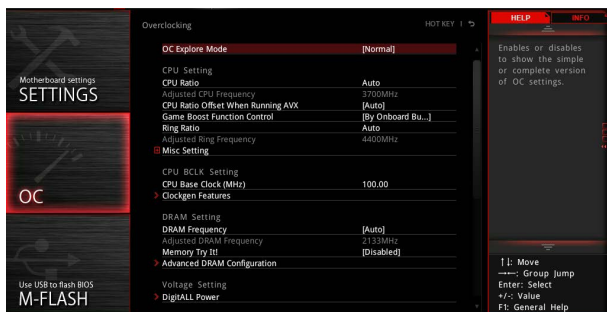 Motherboard settings
SETTINGS
OC
Use USB to flash BIOS
M-FLASH
Overclocking
HOT KEY |
OC Explore Mode [Normal]
CPU Setting
CPU Ratio Auto
Adjusted CPU Frequency 3700MHz
CPU Ratio Offset When Running AVX [Auto]
Game Boost Function Control [By Onboard Bu...]
Ring Ratio Auto
Adjusted Ring Frequency 4400MHz
Misc Setting
CPU BCLK Setting
CPU Base Clock (MHz) 100.00
Clockgen Features
DRAM Setting
DRAM Frequency [Auto]
Adjusted DRAM Frequency 2133MHz
Memory Try It! [Disabled]
Advanced DRAM Configuration
Voltage Setting
DigitALL Power
HELP INFO
Enables or disables
to show the simple
or complete version
of OC settings.
↑↓: Move
→←: Group Jump
Enter: Select
+/-: Value
F1: General Help